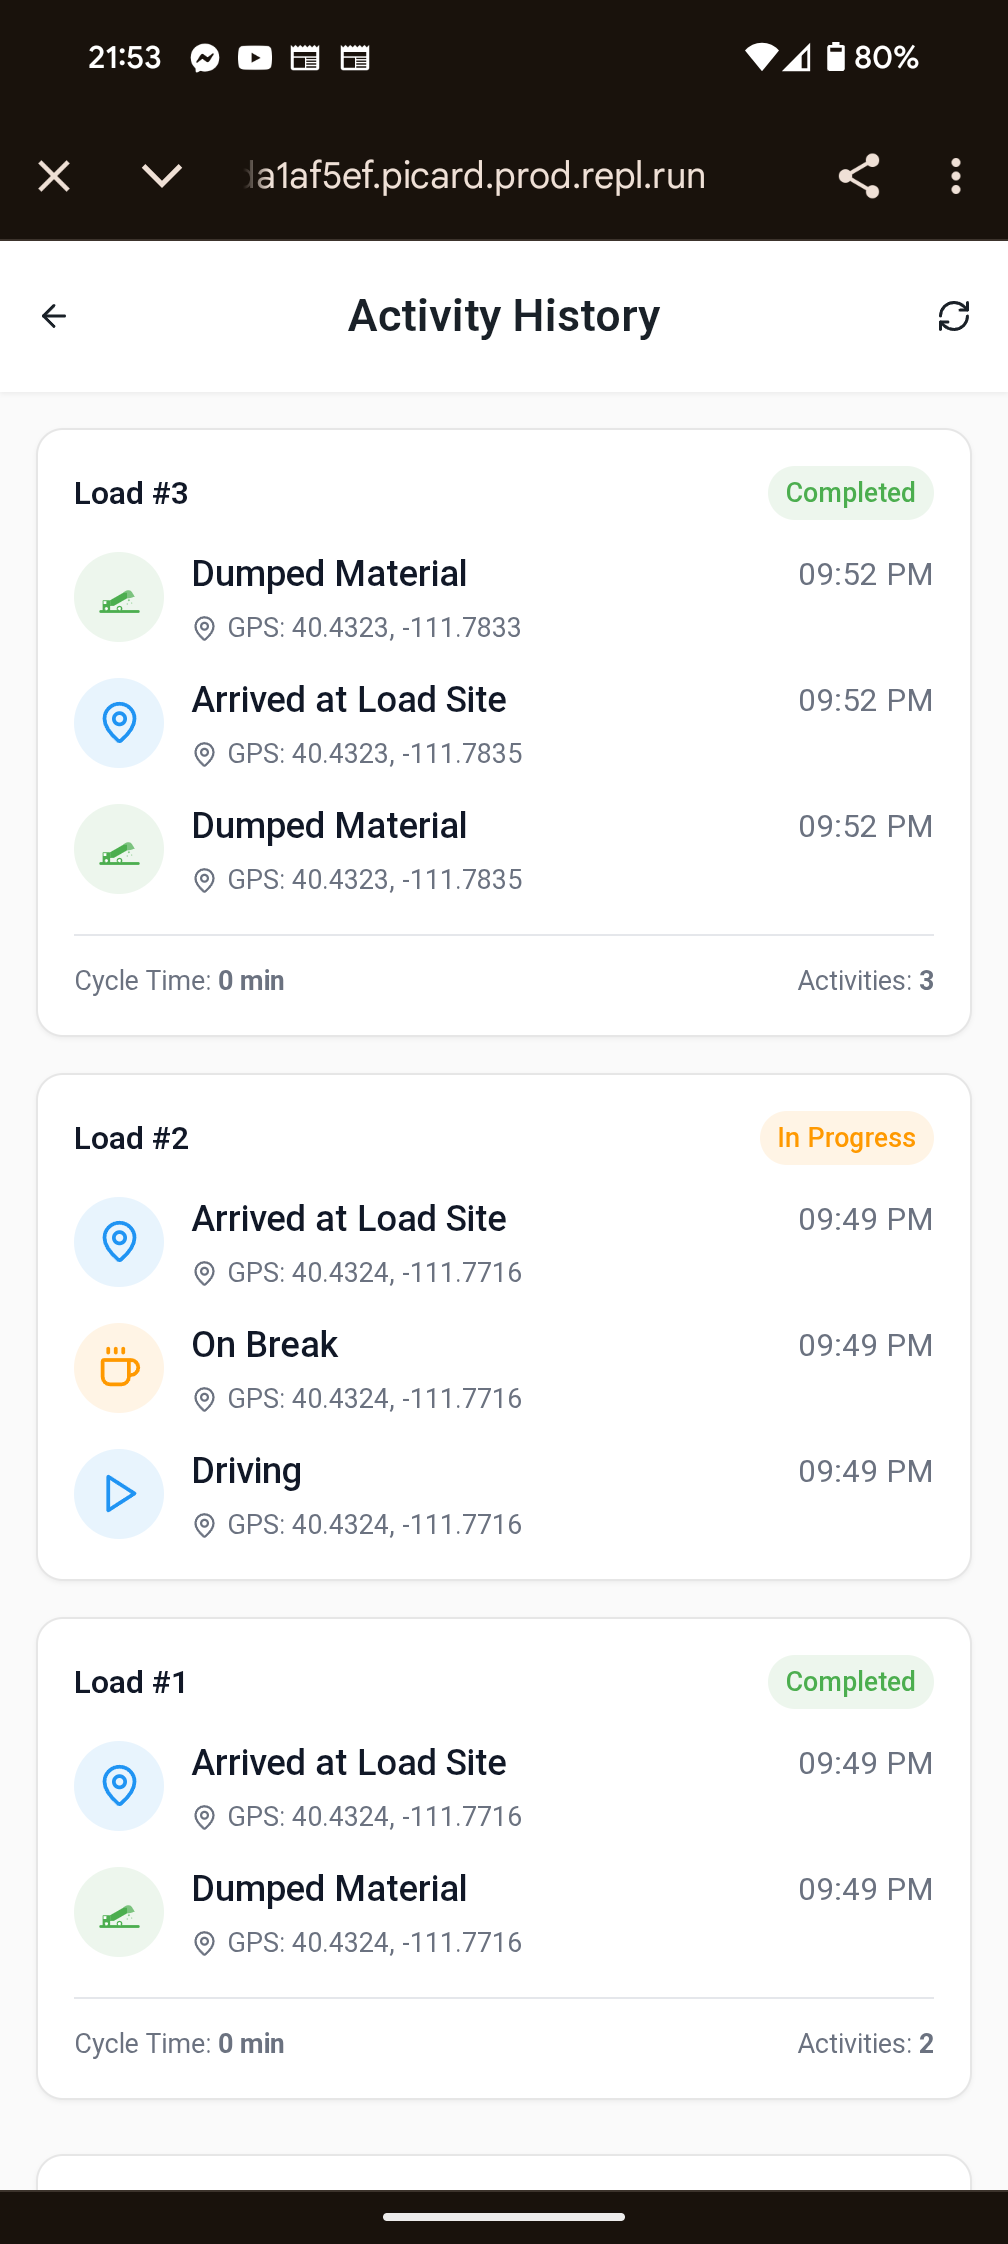 21:53
80%
da1af5ef.picard.prod.repl.run
Activity History
Load #3
Completed
Dumped Material
09:52 PM
GPS: 40.4323, -111.7833
Arrived at Load Site
09:52 PM
GPS: 40.4323, -111.7835
Dumped Material
09:52 PM
GPS: 40.4323, -111.7835
Cycle Time: 0 min
Activities: 3
Load #2
In Progress
Arrived at Load Site
09:49 PM
GPS: 40.4324, -111.7716
On Break
09:49 PM
GPS: 40.4324, -111.7716
Driving
09:49 PM
GPS: 40.4324, -111.7716
Load #1
Completed
Arrived at Load Site
09:49 PM
GPS: 40.4324, -111.7716
Dumped Material
09:49 PM
GPS: 40.4324, -111.7716
Cycle Time: 0 min
Activities: 2